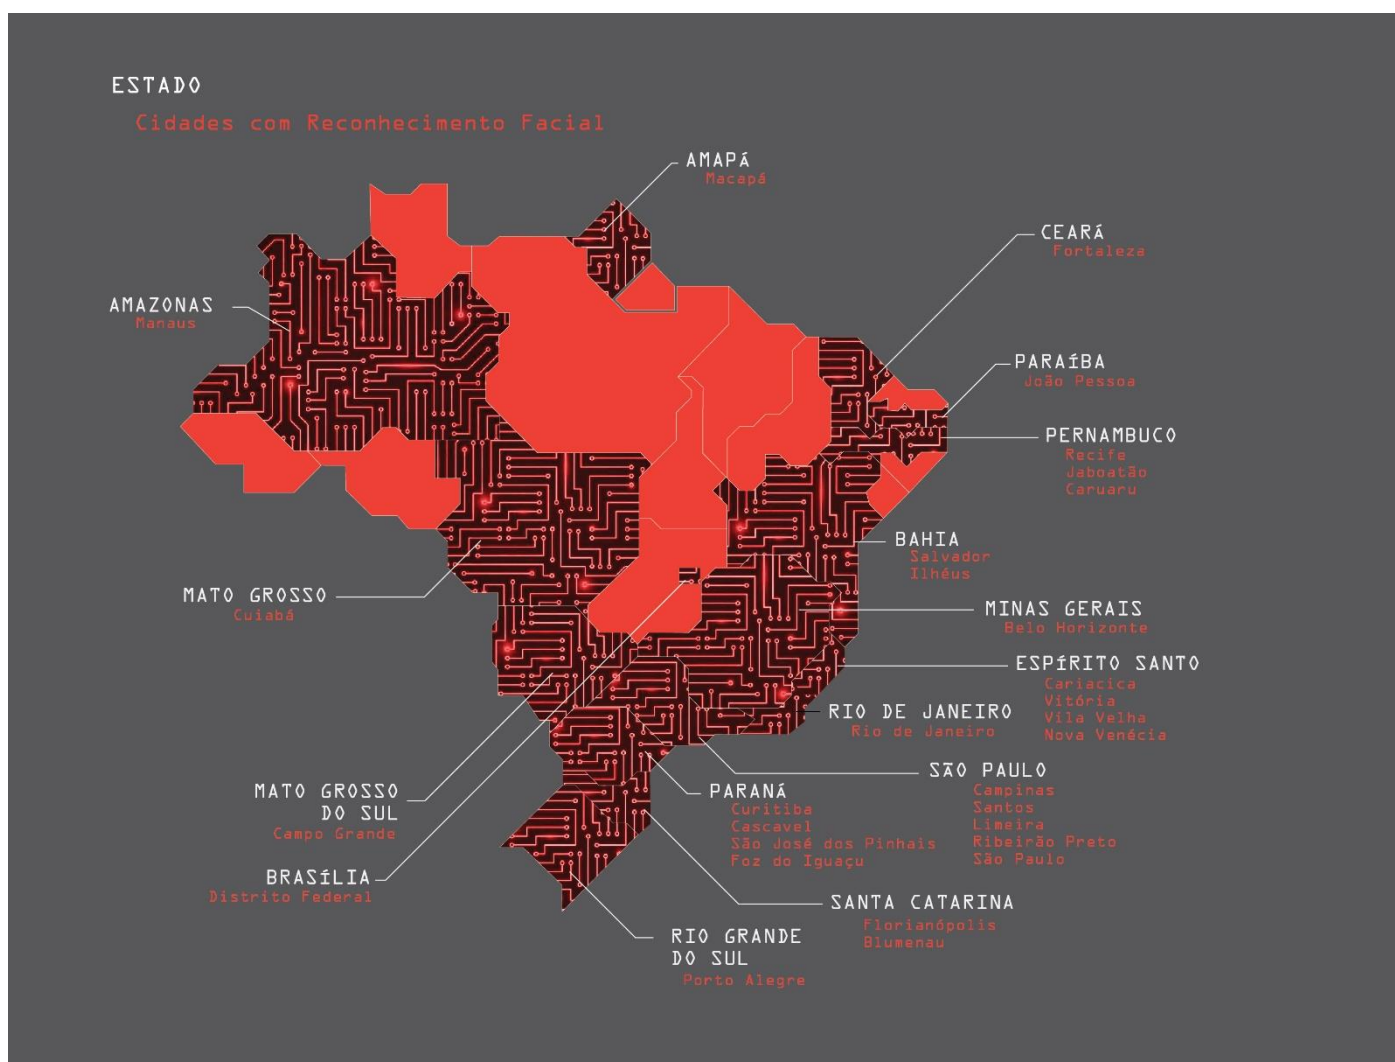 ESTADO
Cidades com Reconhecimento Facial
AMAPÁ
Macapá
CEARÁ
Fortaleza
AMAZONAS
Manaus
PARAÍBA
João Pessoa
PERNAMBUCO
Recife
Jaboatão
Caruaru
BAHIA
Salvador
Ilhéus
MATO GROSSO
Cuiabá
MINAS GERAIS
Belo Horizonte
ESPÍRITO SANTO
Cariacica
Vitória
Vila Velha
Nova Venécia
RIO DE JANEIRO
Rio de Janeiro
SÃO PAULO
Campinas
Santos
Limeira
Ribeirão Preto
São Paulo
MATO GROSSO
DO SUL
Campo Grande
PARANÁ
Curitiba
Cascavel
São José dos Pinhais
Foz do Iguaçu
BRASÍLIA
Distrito Federal
SANTA CATARINA
Florianópolis
Blumenau
RIO GRANDE
DO SUL
Porto Alegre